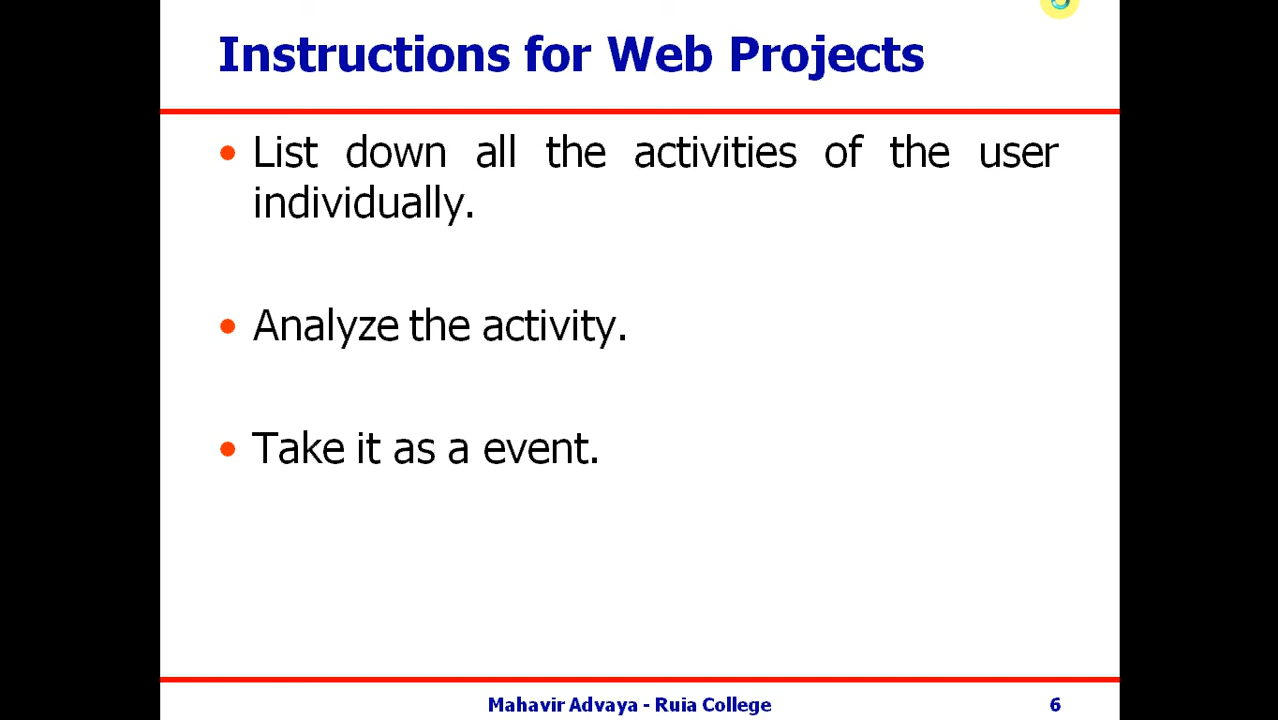 Instructions for Web Projects
• List down all the activities of the user
individually.
• Analyze the activity.
• Take it as a event.
Mahavir Advaya - Ruia College 6